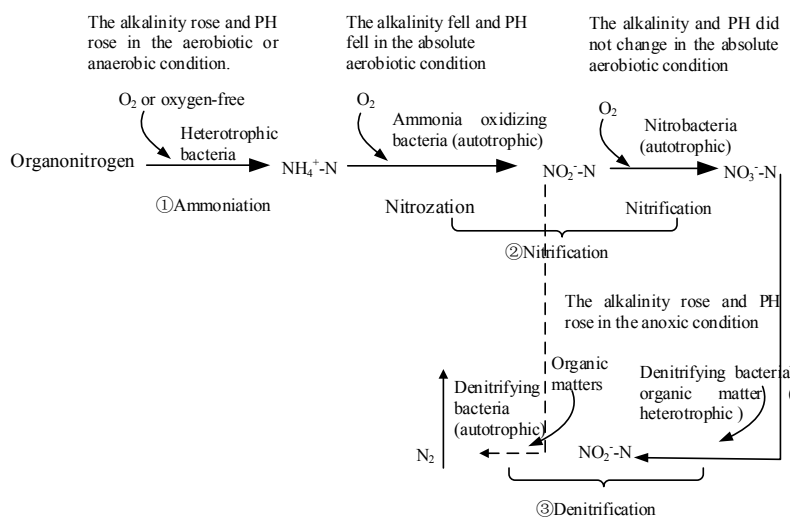 The alkalinity rose and PH
rose in the aerobiotic or
anaerobic condition.
The alkalinity fell and PH
fell in the absolute
aerobiotic condition
The alkalinity and PH did
not change in the absolute
aerobiotic condition
O₂ or oxygen-free
Heterotrophic
bacteria
O₂
Ammonia oxidizing
bacteria (autotrophic)
O₂
Nitrobacteria
(autotrophic)
Organonitrogen
NH₄⁺-N
NO₂⁻-N
NO₃⁻-N
①Ammoniation
Nitrozation
Nitrification
②Nitrification
The alkalinity rose and PH
rose in the anoxic condition
Organic
matters
Denitrifying
bacteria
(autotrophic)
Denitrifying bacteria
organic matter (
heterotrophic )
N₂
NO₂⁻-N
③Denitrification